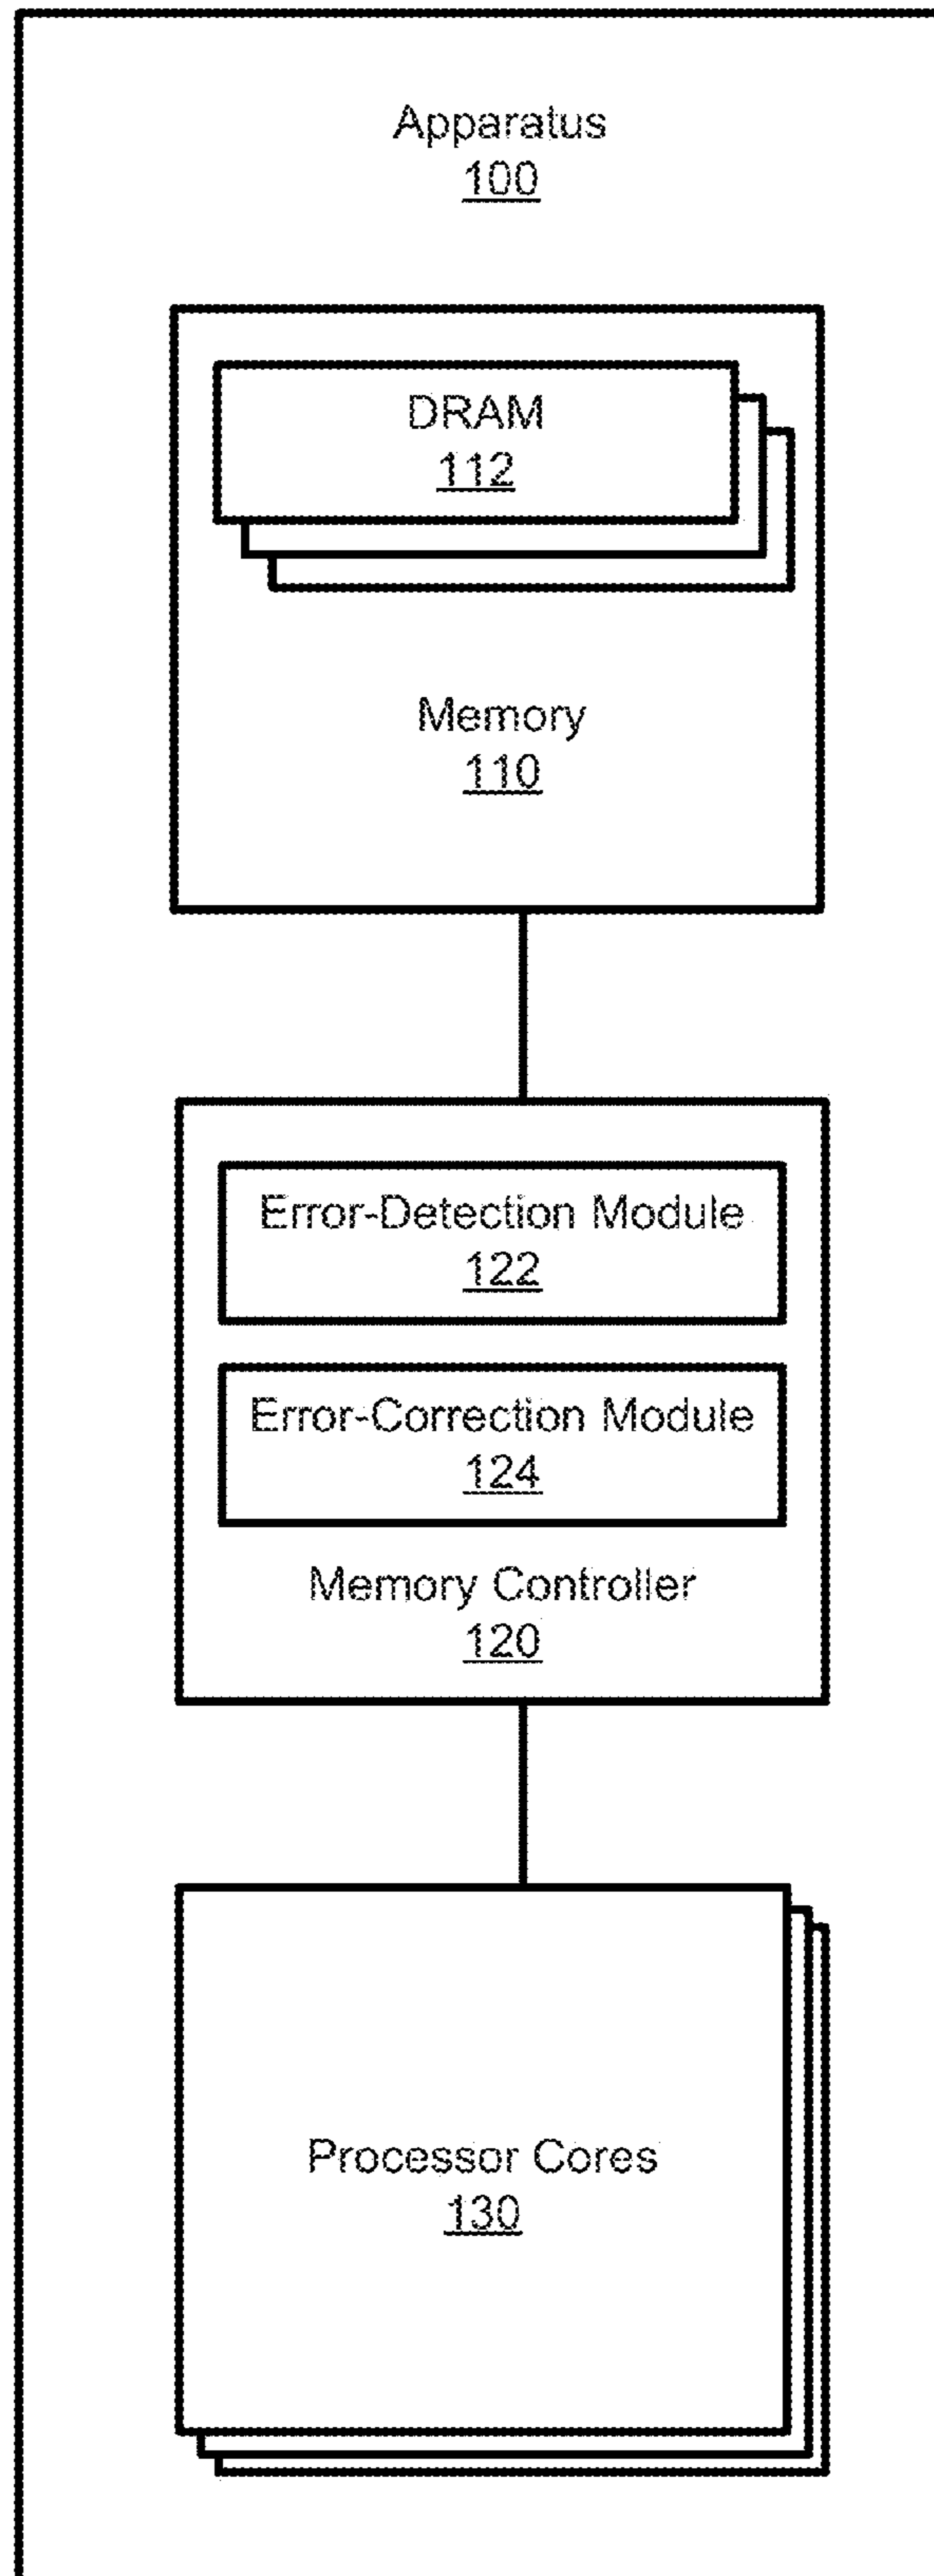 Apparatus
100
DRAM
112
Memory
110
Error-Detection Module
122
Error-Correction Module
124
Memory Controller
120
Processor Cores
130